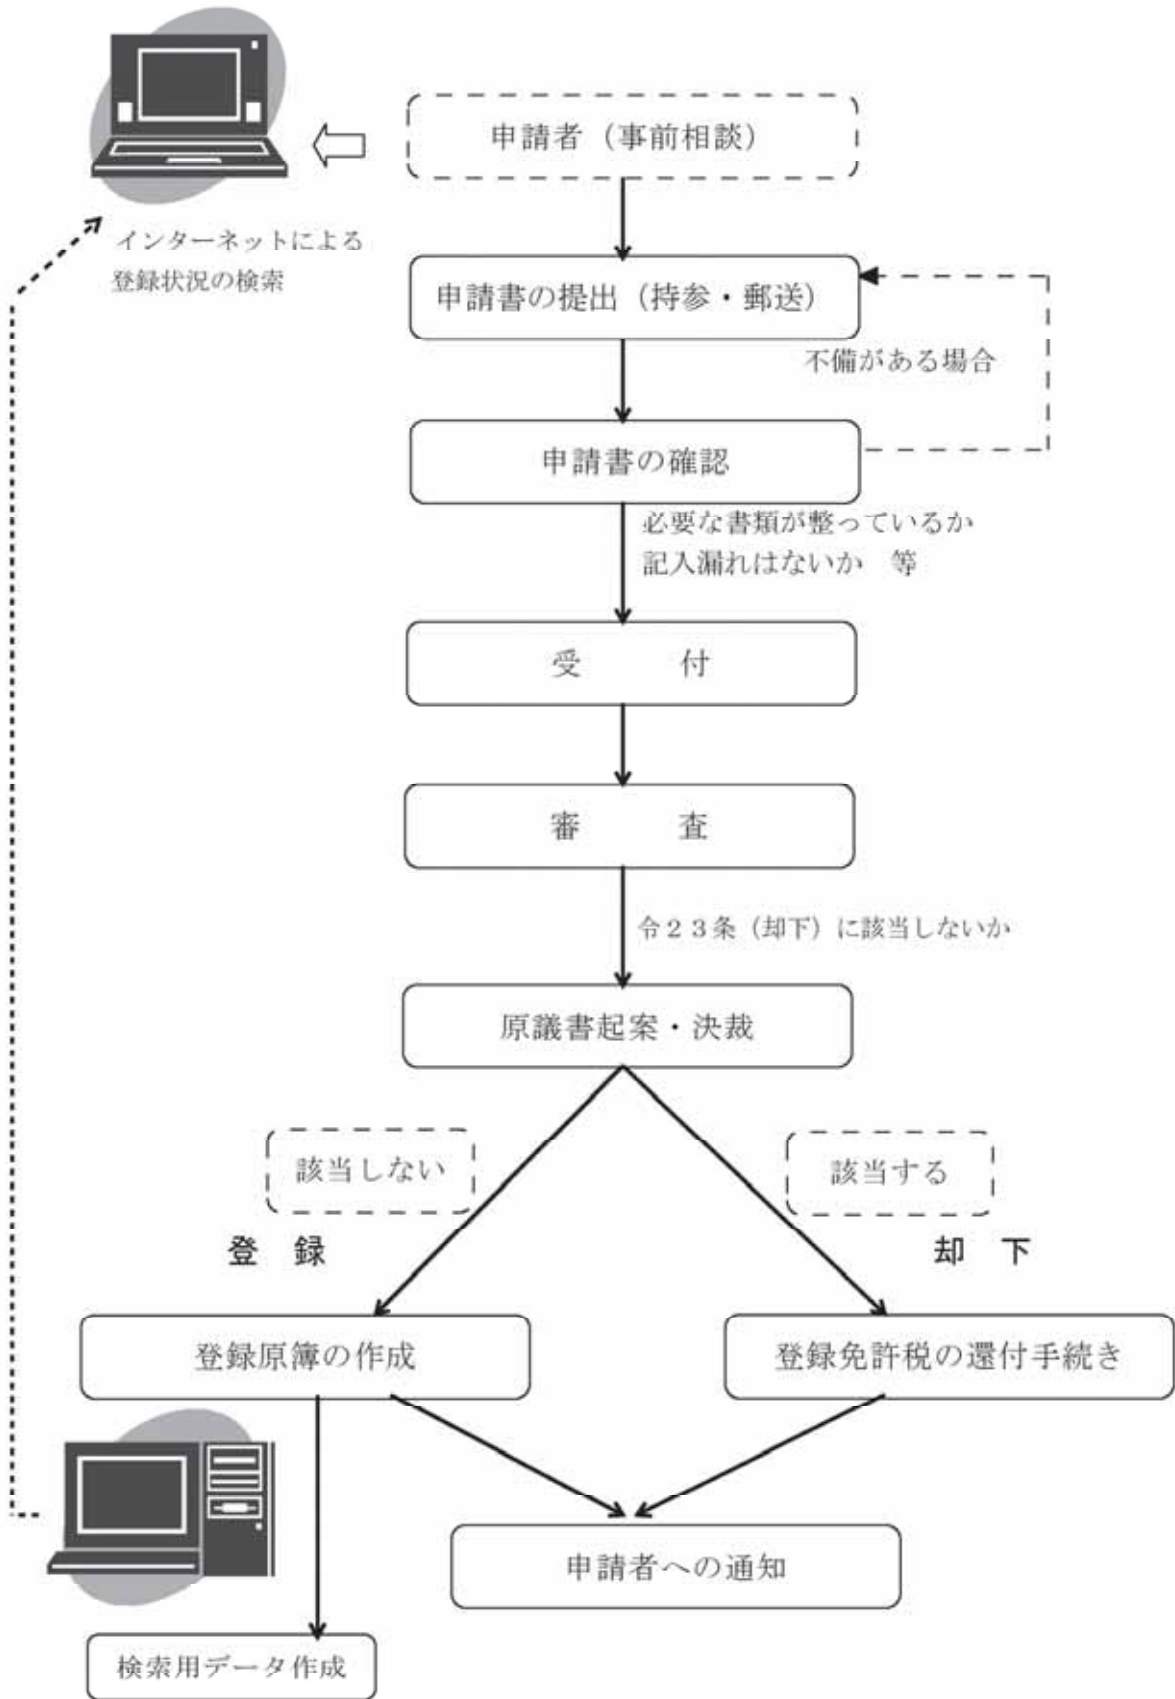 申請者（事前相談）
インターネットによる
登録状況の検索
申請書の提出（持参・郵送）
不備がある場合
申請書の確認
必要な書類が整っているか
記入漏れはないか　等
受　　　付
審　　　査
令２３条（却下）に該当しないか
原議書起案・決裁
該当しない
該当する
登　録
却　下
登録原簿の作成
登録免許税の還付手続き
申請者への通知
検索用データ作成